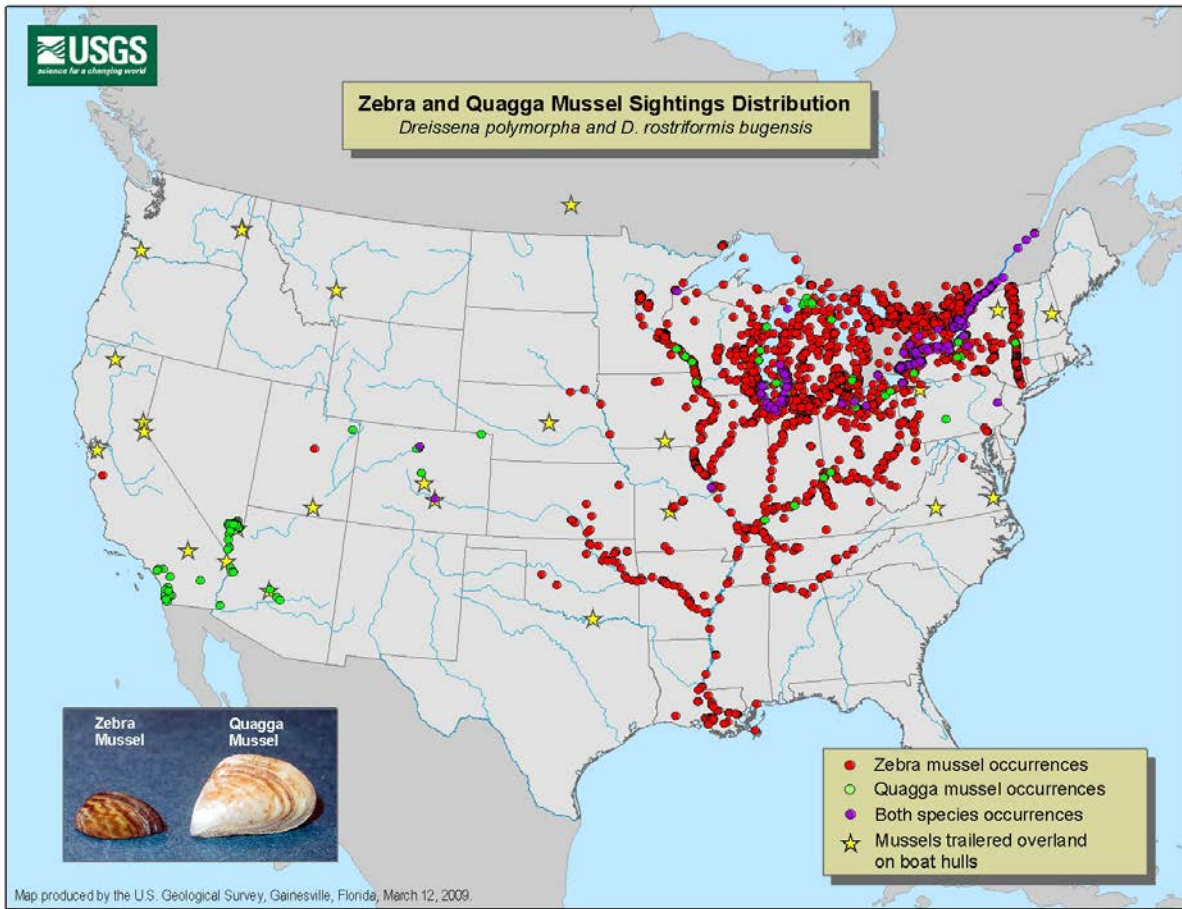 USGS
science for a changing world
Zebra and Quagga Mussel Sightings Distribution
Dreissena polymorpha and D. rostriformis bugensis
Zebra
Mussel
Quagga
Mussel
Zebra mussel occurrences
Quagga mussel occurrences
Both species occurrences
Mussels trailered overland
on boat hulls
Map produced by the U.S. Geological Survey, Gainesville, Florida, March 12, 2009.